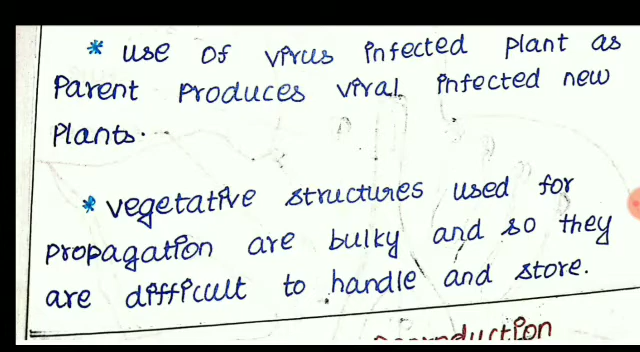 * use of virus infected plant as
Parent Produces viral infected new
Plants.
* vegetative structures used for
Propagation are bulky and so they
are difficult to handle and store.